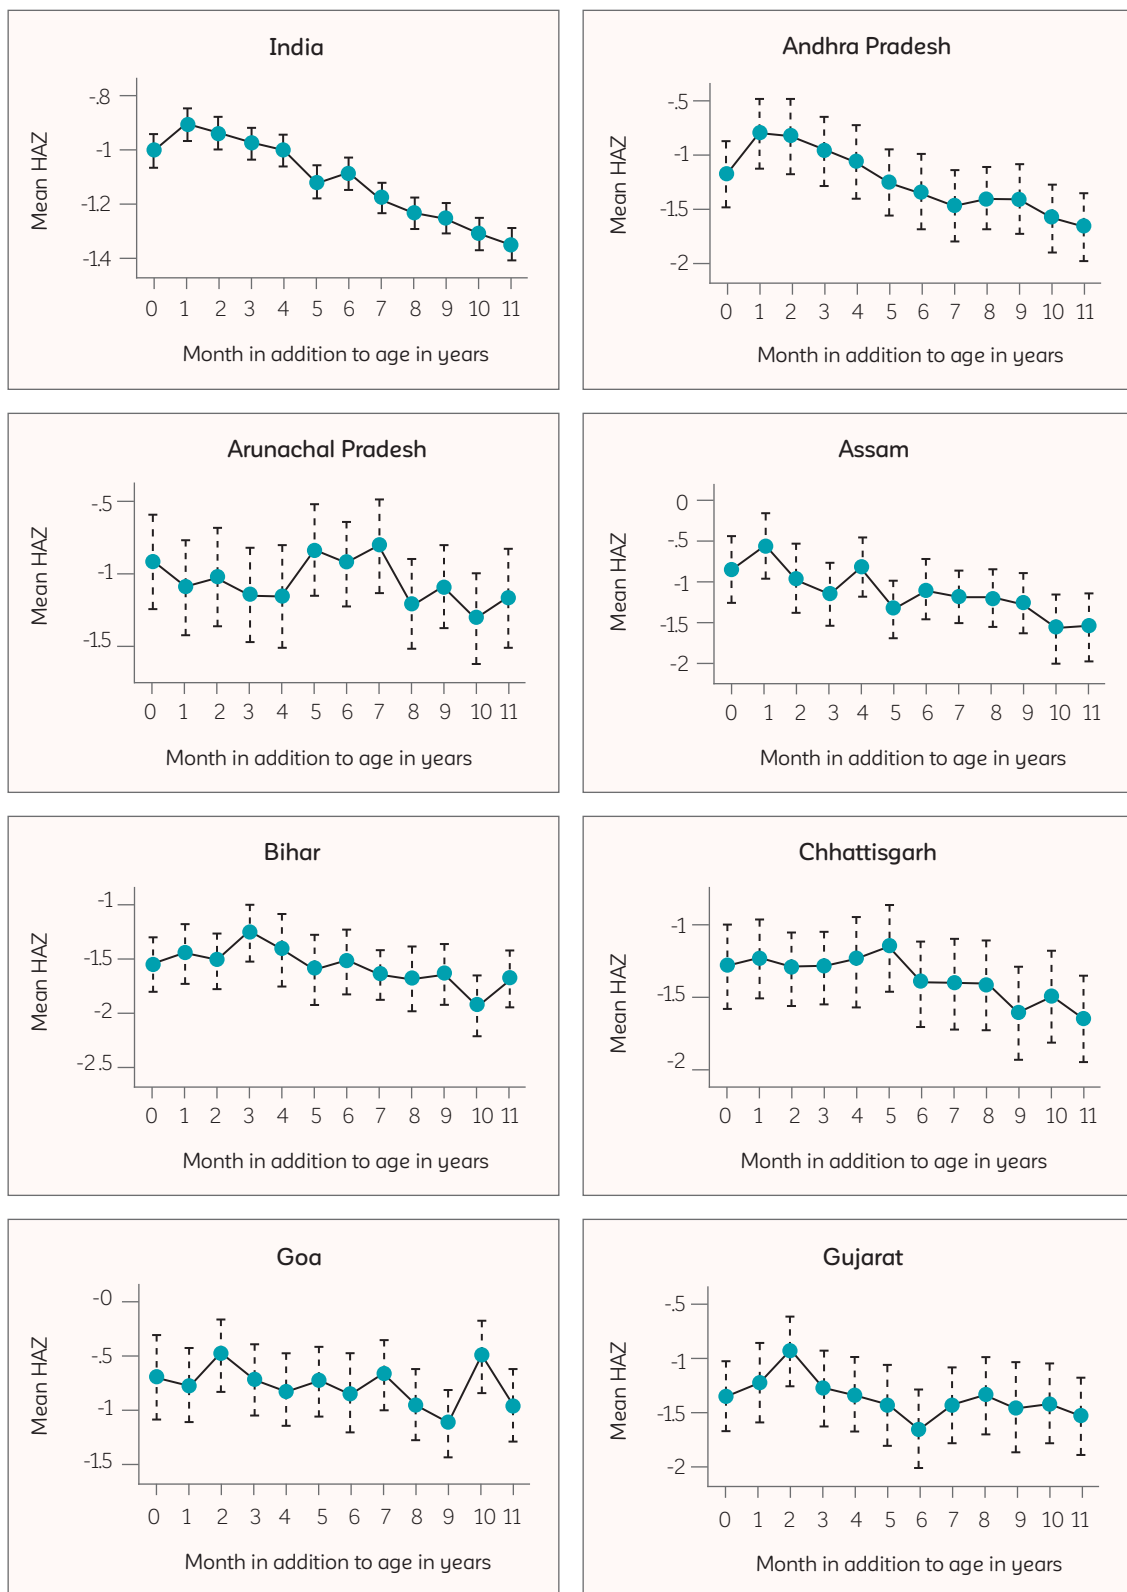 India
-.8
-1
-1.2
-1.4
Mean HAZ
0 1 2 3 4 5 6 7 8 9 10 11
Month in addition to age in years
Andhra Pradesh
-.5
-1
-1.5
-2
Mean HAZ
0 1 2 3 4 5 6 7 8 9 10 11
Month in addition to age in years
Arunachal Pradesh
-.5
-1
-1.5
Mean HAZ
0 1 2 3 4 5 6 7 8 9 10 11
Month in addition to age in years
Assam
0
-.5
-1
-1.5
-2
Mean HAZ
0 1 2 3 4 5 6 7 8 9 10 11
Month in addition to age in years
Bihar
-1
-1.5
-2
-2.5
Mean HAZ
0 1 2 3 4 5 6 7 8 9 10 11
Month in addition to age in years
Chhattisgarh
-1
-1.5
-2
Mean HAZ
0 1 2 3 4 5 6 7 8 9 10 11
Month in addition to age in years
Goa
-0
-.5
-1
-1.5
Mean HAZ
0 1 2 3 4 5 6 7 8 9 10 11
Month in addition to age in years
Gujarat
-.5
-1
-1.5
-2
Mean HAZ
0 1 2 3 4 5 6 7 8 9 10 11
Month in addition to age in years